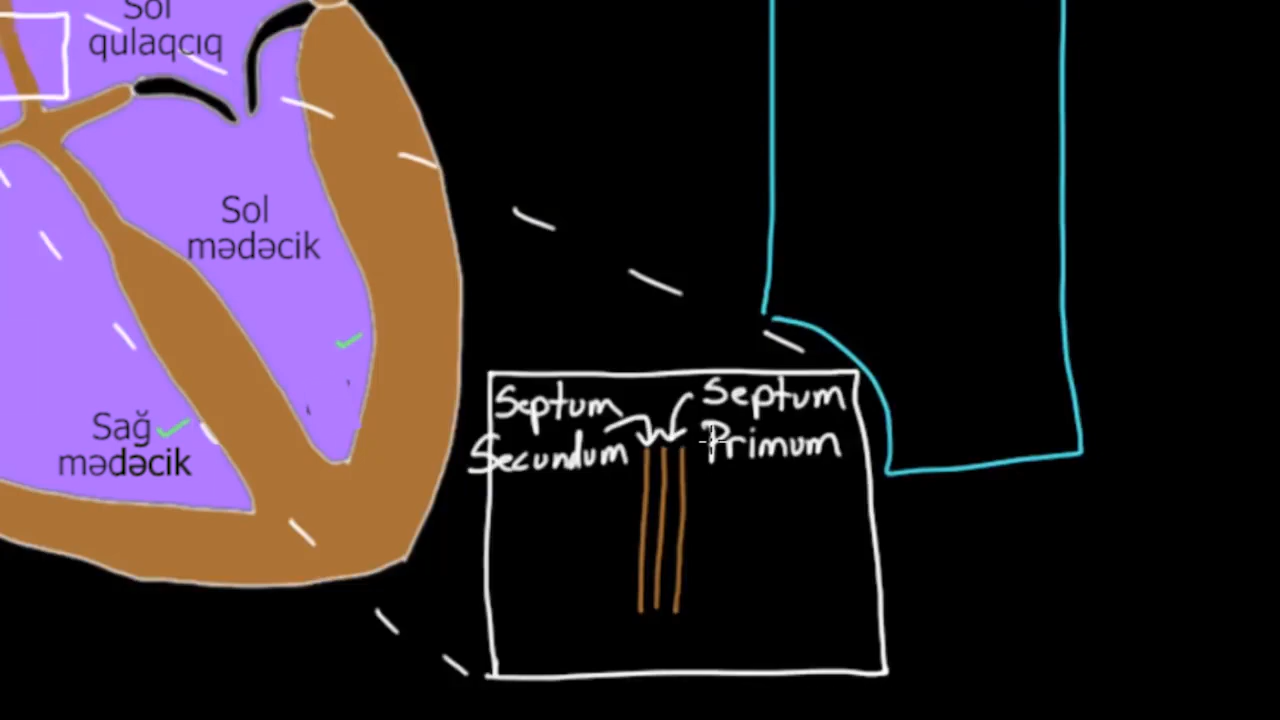 Sol
qulaqcıq
Sol
mədəcik
Sağ
mədəcik
Septum
Secundum
Septum
Primum